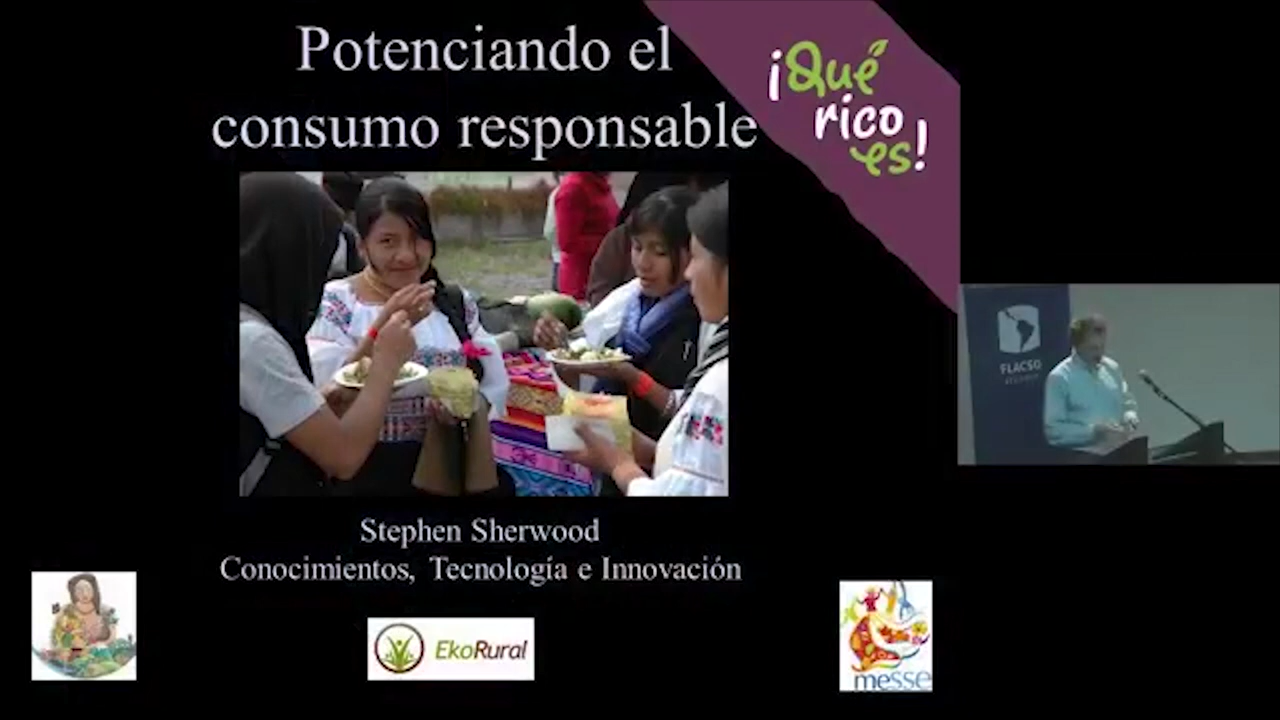 Potenciando el
consumo responsable
¡Qué
rico
es!
FLACSO
Stephen Sherwood
Conocimientos, Tecnología e Innovación
EkoRural
messe